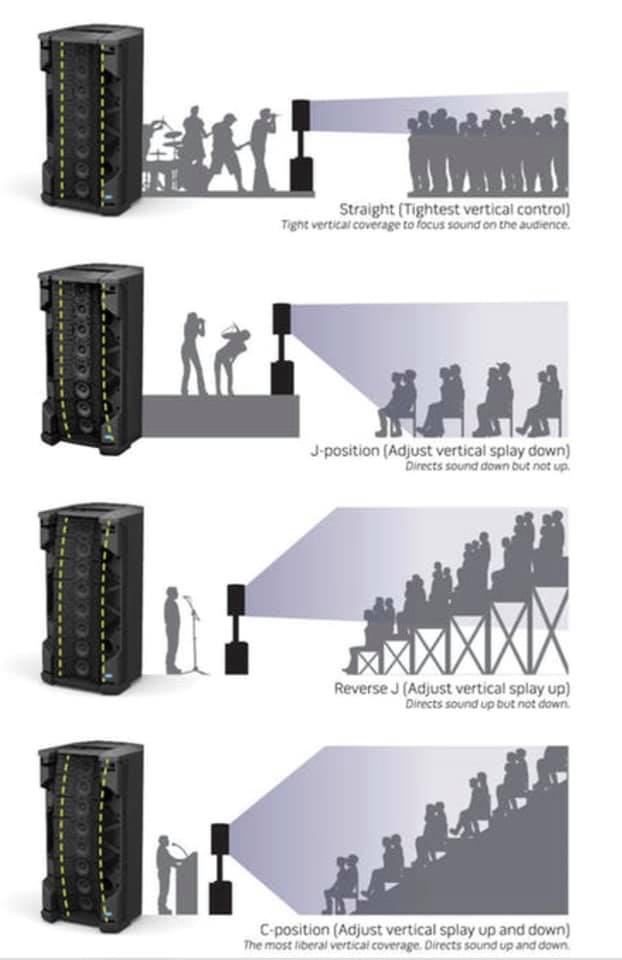 Straight (Tightest vertical control)
Tight vertical coverage to focus sound on the audience.
J-position (Adjust vertical splay down)
Directs sound down but not up.
Reverse J (Adjust vertical splay up)
Directs sound up but not down.
C-position (Adjust vertical splay up and down)
The most liberal vertical coverage. Directs sound up and down.